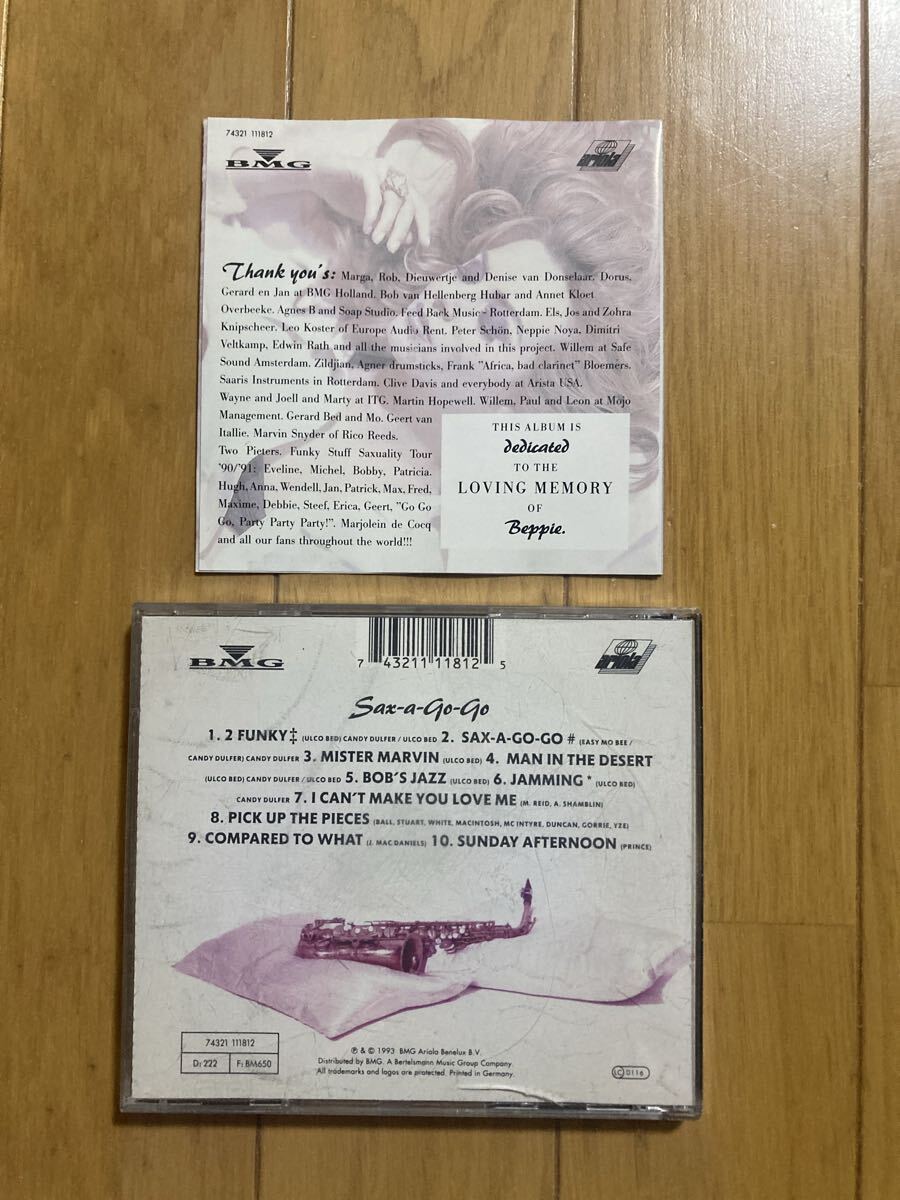 74321 111812
BMG
ariola
Thank you's: Marga, Rob, Dieuwertje and Denise van Donselaar. Dorus,
Gerard en Jan at BMG Holland. Bob van Hellenberg Hubar and Annet Kloet
Overbeeke. Agnes B and Soap Studio. Feed Back Music - Rotterdam. Els, Jos and Zohra
Knipscheer. Leo Koster of Europe Audio Rent. Peter Schön, Neppie Noya, Dimitri
Veltkamp, Edwin Rath and all the musicians involved in this project. Willem at Safe
Sound Amsterdam. Zildjian, Agner drumsticks, Frank "Africa, bad clarinet" Bloemers.
Saaris Instruments in Rotterdam. Clive Davis and everybody at Arista USA.
Wayne and Joell and Marty at ITG. Martin Hopewell. Willem, Paul and Leon at Mojo
Management. Gerard Bed and Mo. Geert van
Itallie. Marvin Snyder of Rico Reeds.
Two Pieters. Funky Stuff Saxuality Tour
'90/'91: Eveline, Michel, Bobby, Patricia.
Hugh, Anna, Wendell, Jan, Patrick, Max, Fred,
Maxime, Debbie, Steef, Erica, Geert, "Go Go
Go, Party Party Party!". Marjolein de Cocq
and all our fans throughout the world!!!
THIS ALBUM IS
dedicated
TO THE
LOVING MEMORY
OF
Beppie.
BMG
7 43211 11812 5
ariola
Sax-a-Go-Go
1. 2 FUNKY ‡ (ULCO BED) CANDY DULFER / ULCO BED 2. SAX-A-GO-GO # (EASY MO BEE /
CANDY DULFER) CANDY DULFER 3. MISTER MARVIN (ULCO BED) 4. MAN IN THE DESERT
(ULCO BED) CANDY DULFER / ULCO BED 5. BOB'S JAZZ (ULCO BED) 6. JAMMING * (ULCO BED)
CANDY DULFER 7. I CAN'T MAKE YOU LOVE ME (M. REID, A. SHAMBLIN)
8. PICK UP THE PIECES (BALL, STUART, WHITE, MACINTOSH, MC INTYRE, DUNCAN, GORRIE, YZE)
9. COMPARED TO WHAT (J. MAC DANIELS) 10. SUNDAY AFTERNOON (PRINCE)
74321 111812
D: 222 F: BM650
℗ & © 1993 BMG Ariola Benelux B.V.
Distributed by BMG. A Bertelsmann Music Group Company.
All trademarks and logos are protected. Printed in Germany.
LC 0116